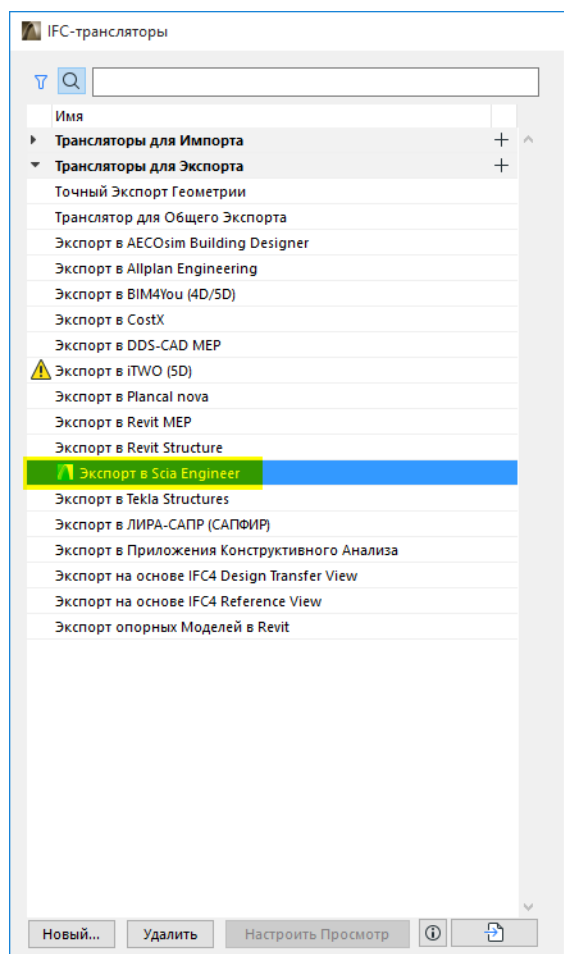 IFC-трансляторы
Имя
Трансляторы для Импорта
Трансляторы для Экспорта
Точный Экспорт Геометрии
Транслятор для Общего Экспорта
Экспорт в AECOsim Building Designer
Экспорт в Allplan Engineering
Экспорт в BIM4You (4D/5D)
Экспорт в CostX
Экспорт в DDS-CAD MEP
Экспорт в iTWO (5D)
Экспорт в Plancal nova
Экспорт в Revit MEP
Экспорт в Revit Structure
Экспорт в Scia Engineer
Экспорт в Tekla Structures
Экспорт в ЛИРА-САПР (САПФИР)
Экспорт в Приложения Конструктивного Анализа
Экспорт на основе IFC4 Design Transfer View
Экспорт на основе IFC4 Reference View
Экспорт опорных Моделей в Revit
Новый... Удалить Настроить Просмотр